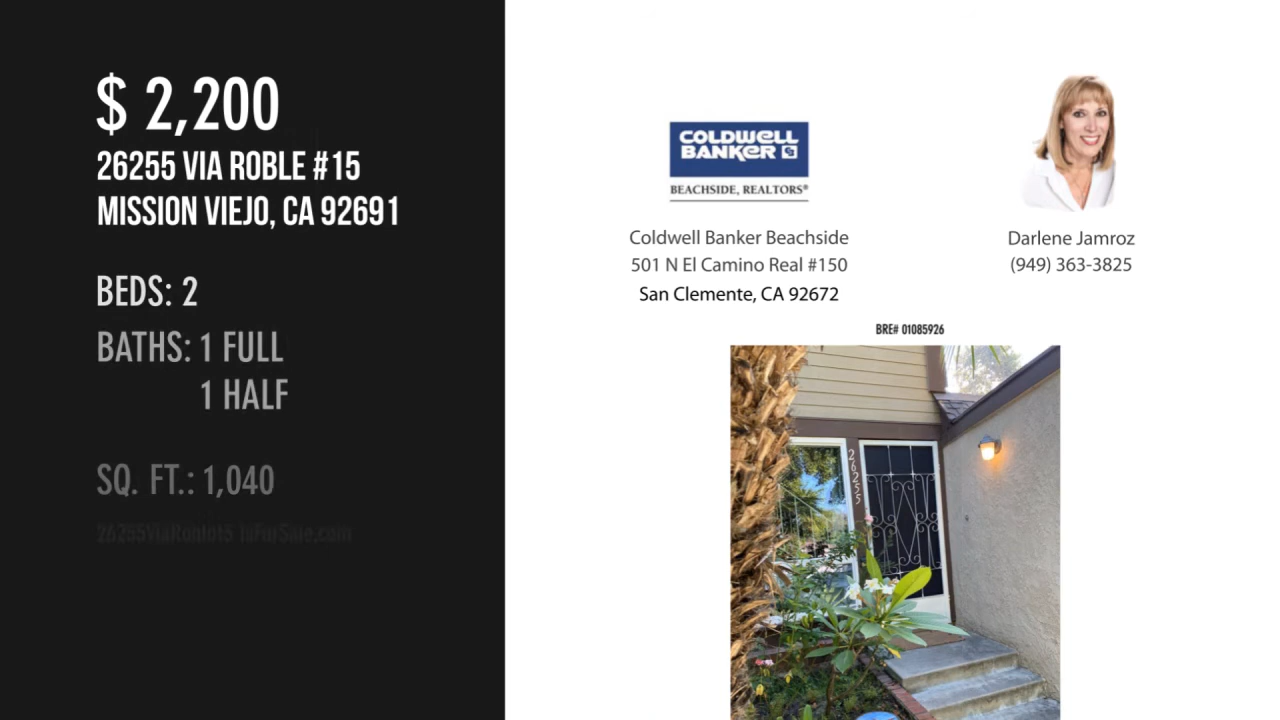 $ 2,200
26255 VIA ROBLE #15
MISSION VIEJO, CA 92691
BEDS: 2
BATHS: 1 FULL
1 HALF
SQ. FT.: 1,040
COLDWELL
BANKER
BEACHSIDE, REALTORS®
Coldwell Banker Beachside
501 N El Camino Real #150
San Clemente, CA 92672
Darlene Jamroz
(949) 363-3825
BRE# 01085926
26255